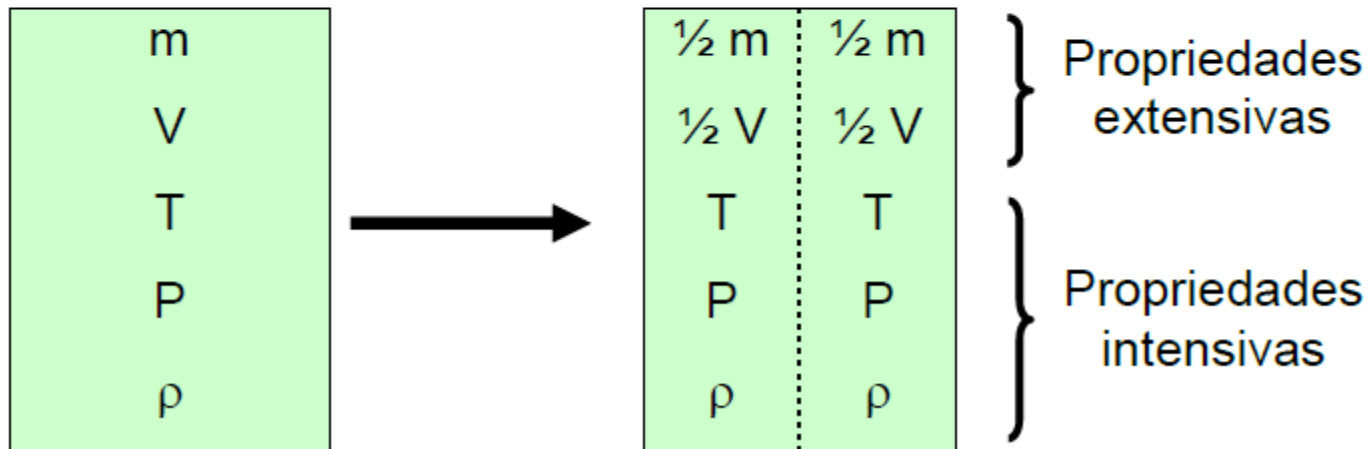 m
V
T
P
ρ
½ m ½ m
½ V ½ V
T T
P P
ρ ρ
Propriedades
extensivas
Propriedades
intensivas